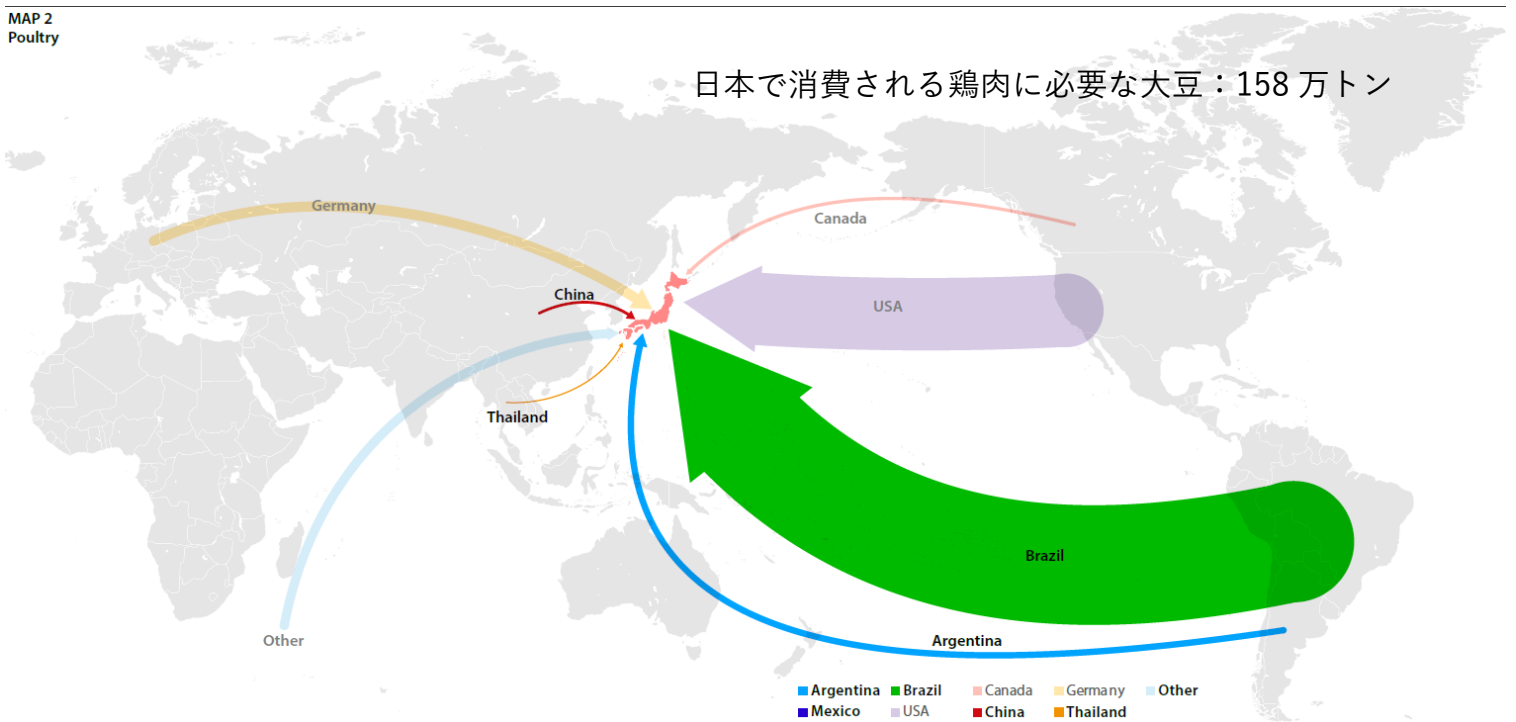 MAP 2
Poultry
日本で消費される鶏肉に必要な大豆：158 万トン
Germany
Canada
China
USA
Thailand
Brazil
Other
Argentina
Argentina Brazil Canada Germany Other
Mexico USA China Thailand